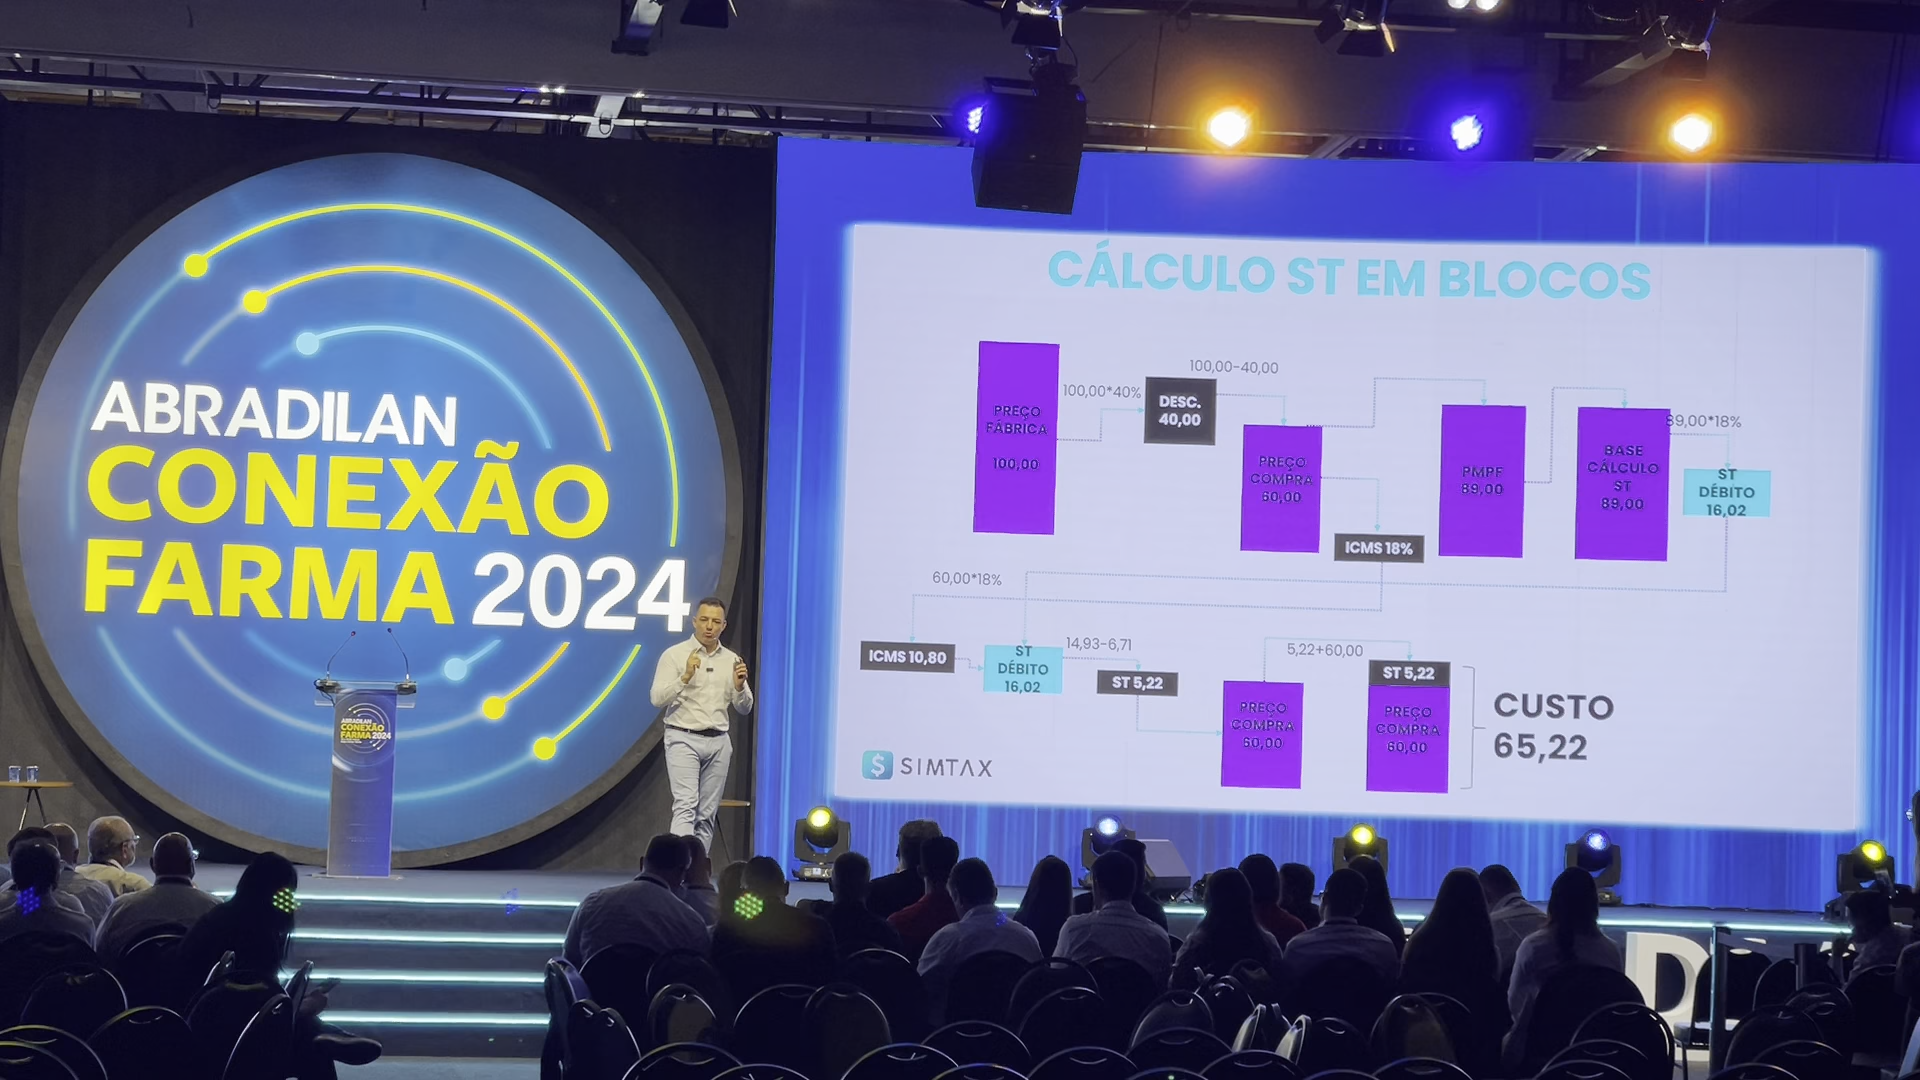 ABRADILAN
CONEXÃO
FARMA 2024
ABRADILAN
CONEXÃO
FARMA 2024
CÁLCULO ST EM BLOCOS
PREÇO
FÁBRICA
100,00
100,00*40%
DESC.
40,00
100,00-40,00
PREÇO
COMPRA
60,00
ICMS 18%
PMPF
89,00
BASE
CÁLCULO
ST
89,00
89,00*18%
ST
DÉBITO
16,02
60,00*18%
ICMS 10,80
ST
DÉBITO
16,02
14,93-6,71
ST 5,22
PREÇO
COMPRA
60,00
5,22+60,00
ST 5,22
PREÇO
COMPRA
60,00
CUSTO
65,22
$ SIMTAX